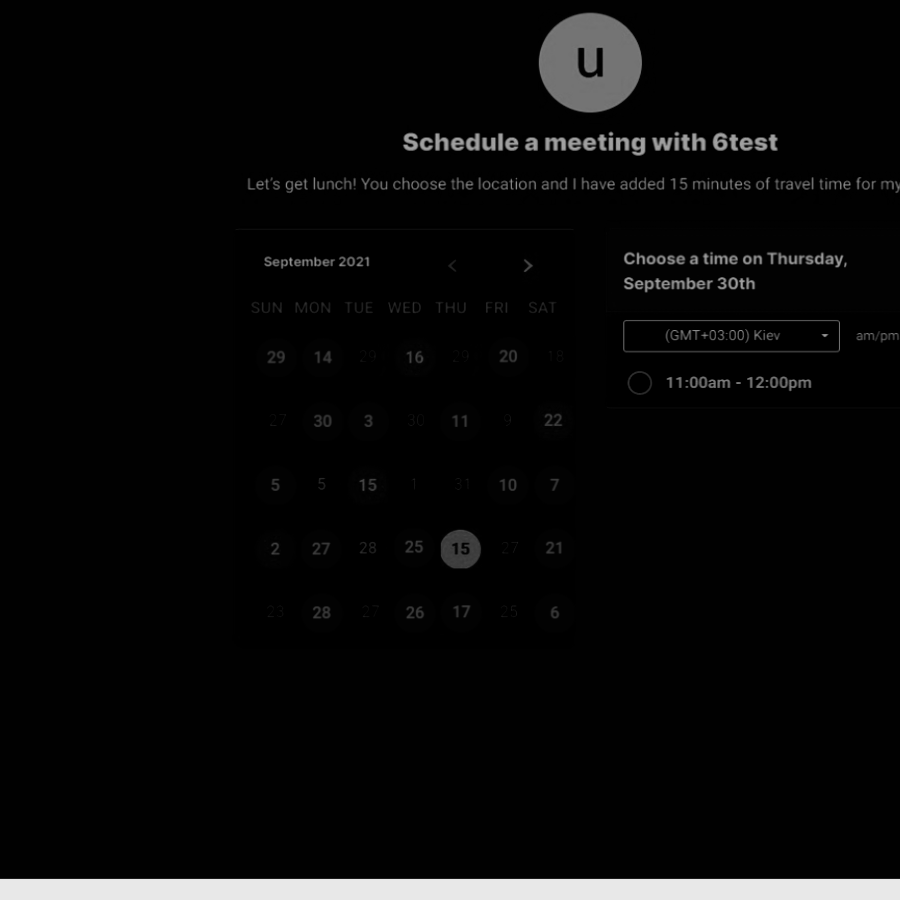 u
Schedule a meeting with 6test
Let's get lunch! You choose the location and I have added 15 minutes of travel time for my
September 2021
SUN MON TUE WED THU FRI SAT
29 14 29 16 29 20 18
27 30 3 30 11 9 22
5 5 15 1 31 10 7
2 27 28 25 15 27 21
23 28 27 26 17 25 6
Choose a time on Thursday,
September 30th
(GMT+03:00) Kiev am/pm
11:00am - 12:00pm